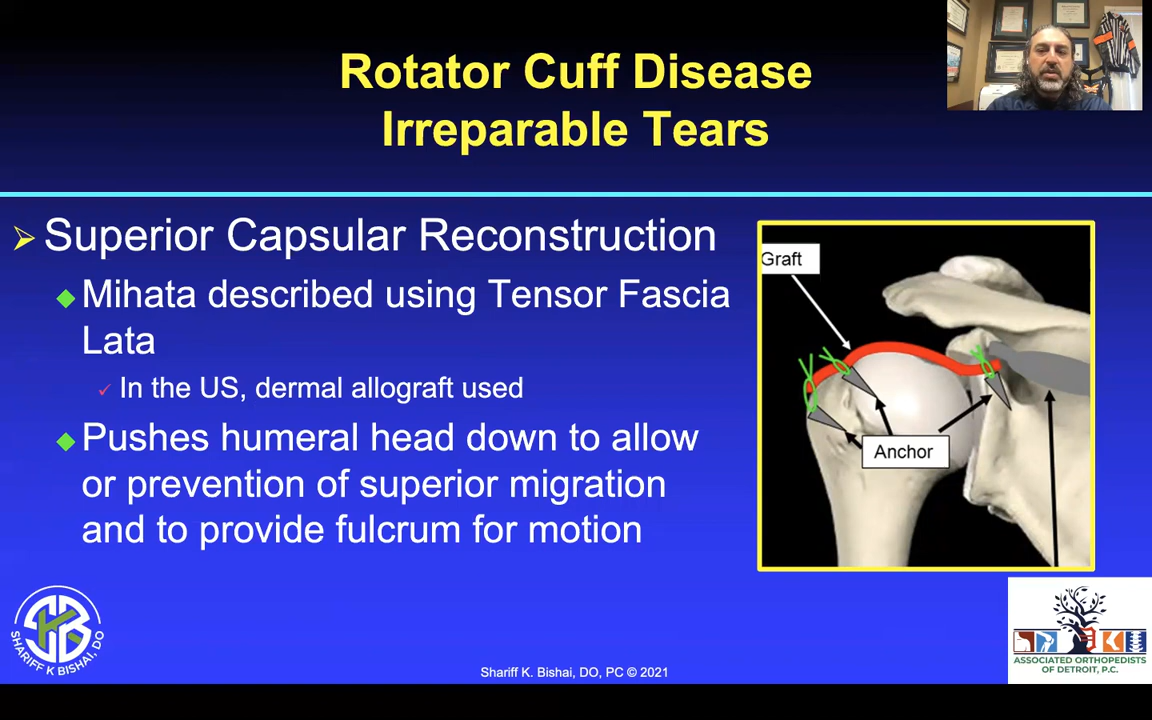 Rotator Cuff Disease
Irreparable Tears
Superior Capsular Reconstruction
Mihata described using Tensor Fascia
Lata
In the US, dermal allograft used
Pushes humeral head down to allow
or prevention of superior migration
and to provide fulcrum for motion
Graft
Anchor
SHARIFF K BISHAI, DO
Shariff K. Bishai, DO, PC © 2021
ASSOCIATED ORTHOPEDISTS
OF DETROIT, P.C.